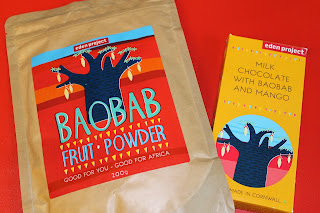 eden project
BAOBAB
FRUIT · POWDER
GOOD FOR YOU · GOOD FOR AFRICA
200g
eden project
MILK
CHOCOLATE
WITH BAOBAB
AND MANGO
MADE IN CORNWALL